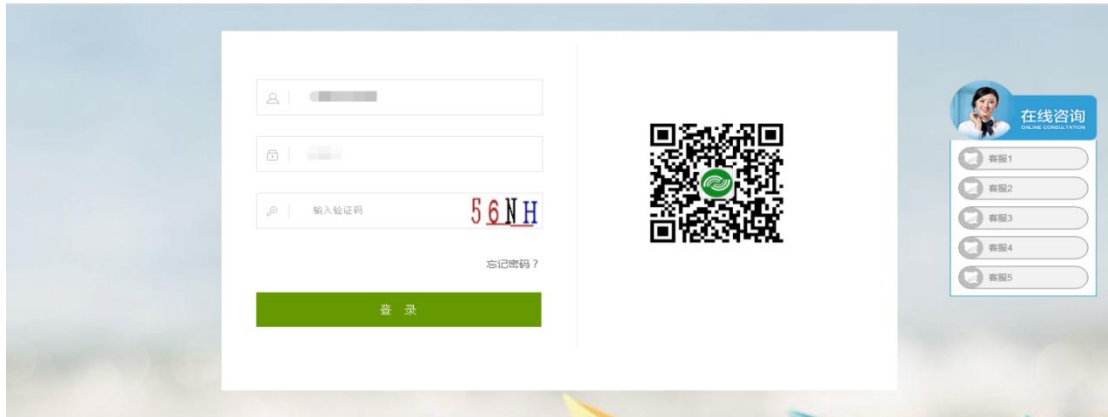 输入验证码
56NH
忘记密码？
登 录
在线咨询
ONLINE CONSULTATION
客服1
客服2
客服3
客服4
客服5